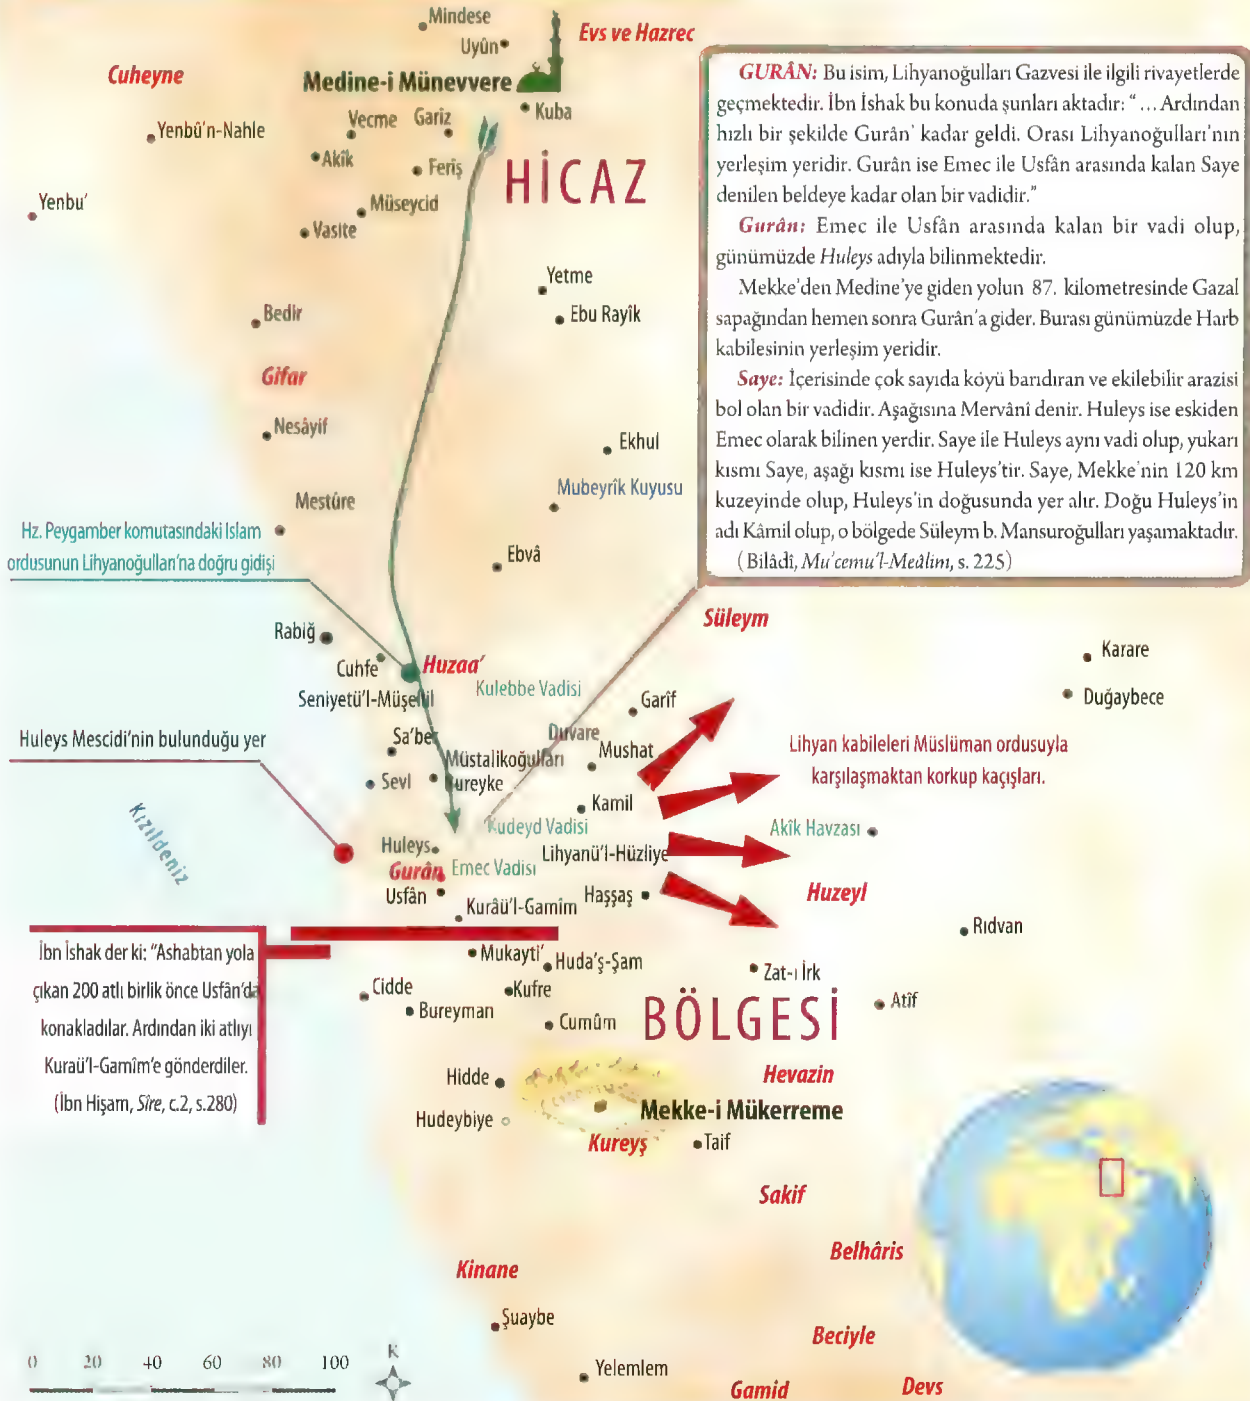 Mindese
Uyûn
Evs ve Hazrec
Cuheyne
Medine-i Münevvere
Kuba
Yenbû'n-Nahle
Vecme
Gariz
Akîk
Feriş
HİCAZ
Yenbu'
Müseycid
Vasite
Yetme
Bedir
Ebu Rayîk
Gifar
Nesâyif
Ekhul
Mubeyrîk Kuyusu
Mestûre
Ebvâ
GURÂN: Bu isim, Lihyanoğulları Gazvesi ile ilgili rivayetlerde
geçmektedir. İbn İshak bu konuda şunları aktadır: “ ... Ardından
hızlı bir şekilde Gurân' kadar geldi. Orası Lihyanoğulları'nın
yerleşim yeridir. Gurân ise Emec ile Usfân arasında kalan Saye
denilen beldeye kadar olan bir vadidir.”
Gurân: Emec ile Usfân arasında kalan bir vadi olup,
günümüzde Huleys adıyla bilinmektedir.
Mekke'den Medine'ye giden yolun 87. kilometresinde Gazal
sapağından hemen sonra Gurân'a gider. Burası günümüzde Harb
kabilesinin yerleşim yeridir.
Saye: İçerisinde çok sayıda köyü barıdıran ve ekilebilir arazisi
bol olan bir vadidir. Aşağısına Mervânî denir. Huleys ise eskiden
Emec olarak bilinen yerdir. Saye ile Huleys aynı vadi olup, yukarı
kısmı Saye, aşağı kısmı ise Huleys'tir. Saye, Mekke'nin 120 km
kuzeyinde olup, Huleys'in doğusunda yer alır. Doğu Huleys'in
adı Kâmil olup, o bölgede Süleym b. Mansuroğulları yaşamaktadır.
(Bilâdî, Mu'cemu'l-Meâlim, s. 225)
Hz. Peygamber komutasındaki İslam
ordusunun Lihyanoğulları'na doğru gidişi
Süleym
Rabiğ
Karare
Cuhfe
Huzaa'
Kulebbe Vadisi
Seniyetü'l-Müşellil
Garîf
Duğaybece
Huleys Mescidi'nin bulunduğu yer
Sa'ber
Duvare
Mushat
Müstalikoğulları
Sevl
Kureyke
Lihyan kabileleri Müslüman ordusuyla
karşılaşmaktan korkup kaçışları.
Kamil
Kızıldeniz
Kudeyd Vadisi
Akîk Havzası
Huleys
Lihyanü'l-Hüzliye
Gurân
Emec Vadisi
Usfân
Haşşaş
Huzeyl
Kurâü'l-Gamîm
Rıdvan
İbn İshak der ki: “Ashabtan yola
çıkan 200 atlı birlik önce Usfân'da
konakladılar. Ardından iki atlıyı
Kuraü'l-Gamîm'e gönderdiler.
(İbn Hişam, Sîre, c.2, s.280)
Mukayti'
Huda'ş-Şam
Zat-ı İrk
Cidde
Kufre
Atîf
Bureyman
Cumûm
BÖLGESİ
Hidde
Hevazin
Mekke-i Mükerreme
Hudeybiye
Kureyş
Taif
Sakif
Belhâris
Kinane
Şuaybe
Beciyle
Yelemlem
Gamid
Devs
0 20 40 60 80 100
K